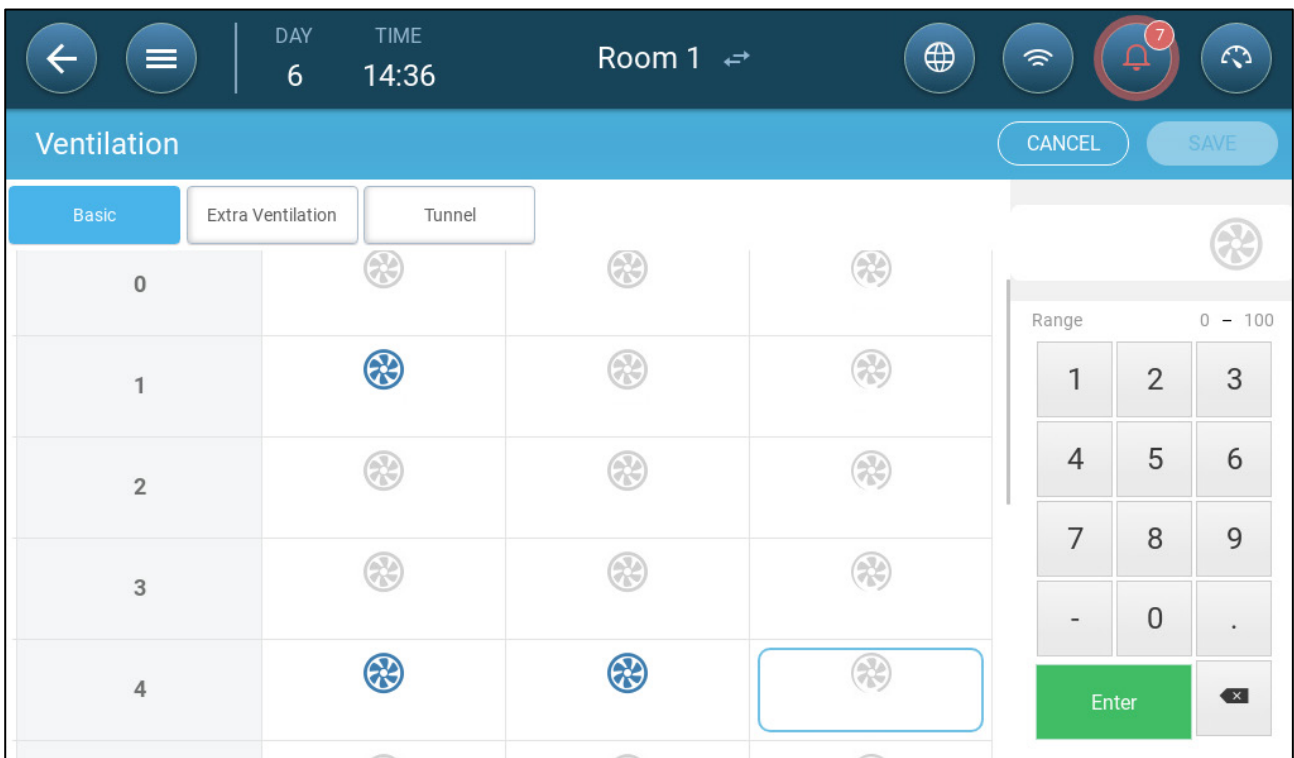 DAY TIME
6 14:36 Room 1 7
Ventilation CANCEL SAVE
Basic Extra Ventilation Tunnel
0
Range 0 – 100
1
1 2 3
2
4 5 6
3
7 8 9
- 0 .
4
Enter